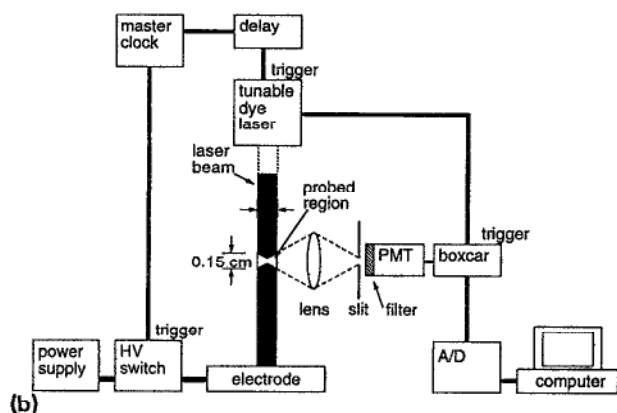 master
clock
delay
trigger
tunable
dye
laser
laser
beam
probed
region
0.15 cm
lens
slit
filter
PMT
trigger
boxcar
power
supply
trigger
HV
switch
electrode
A/D
computer
(b)